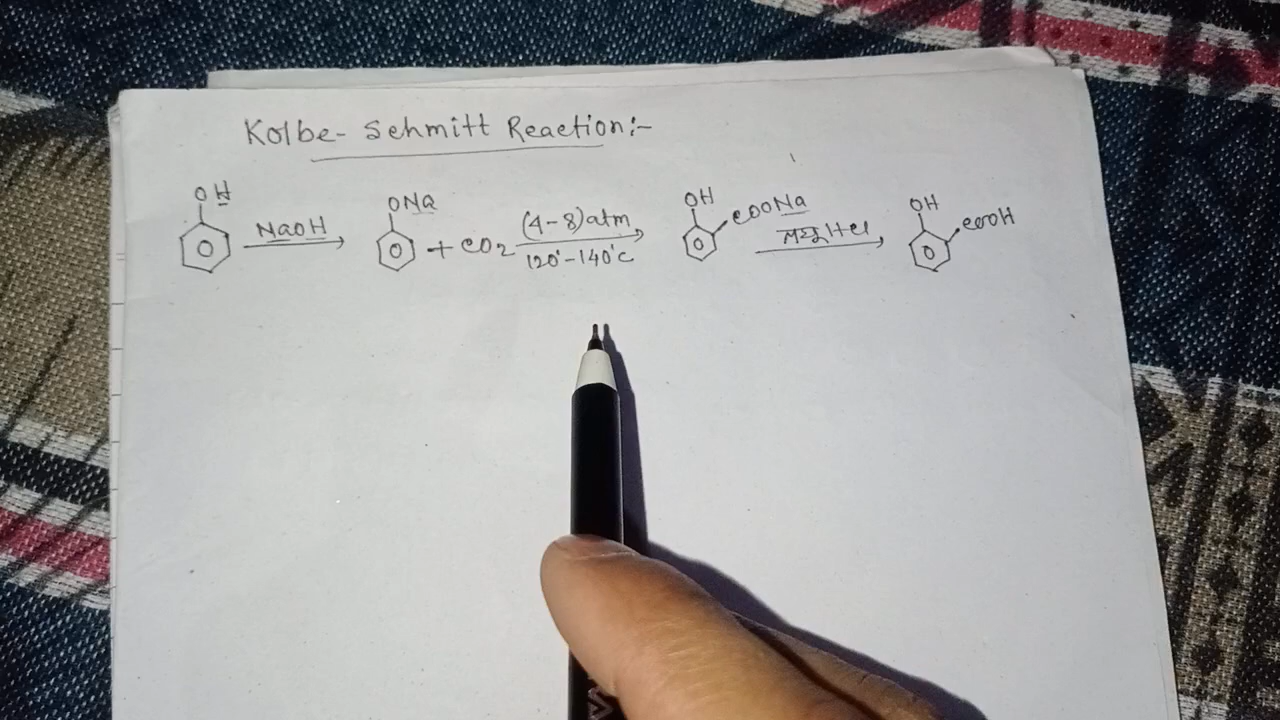 Kolbe-Schmitt Reaction:-
OH NaOH ONa + CO2 (4-8)atm 120°-140°C OH COONa লঘু HCl OH COOH